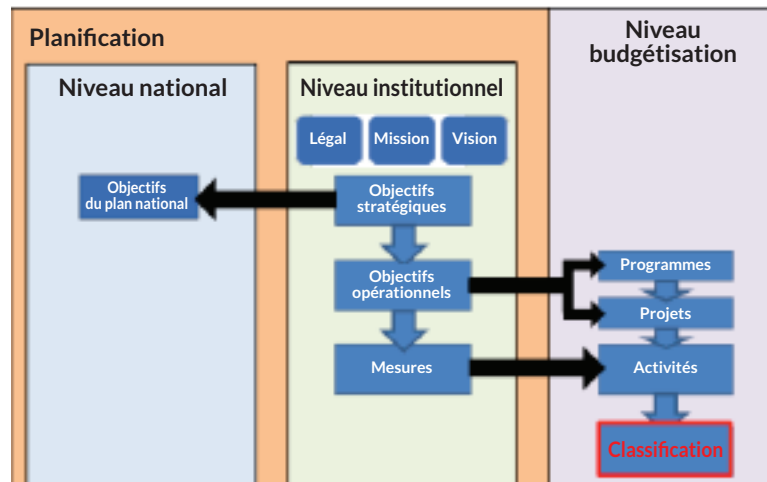 Planification
Niveau national
Niveau institutionnel
Niveau
budgétisation
Légal
Mission
Vision
Objectifs
du plan national
Objectifs
stratégiques
Objectifs
opérationnels
Mesures
Programmes
Projets
Activités
Classification